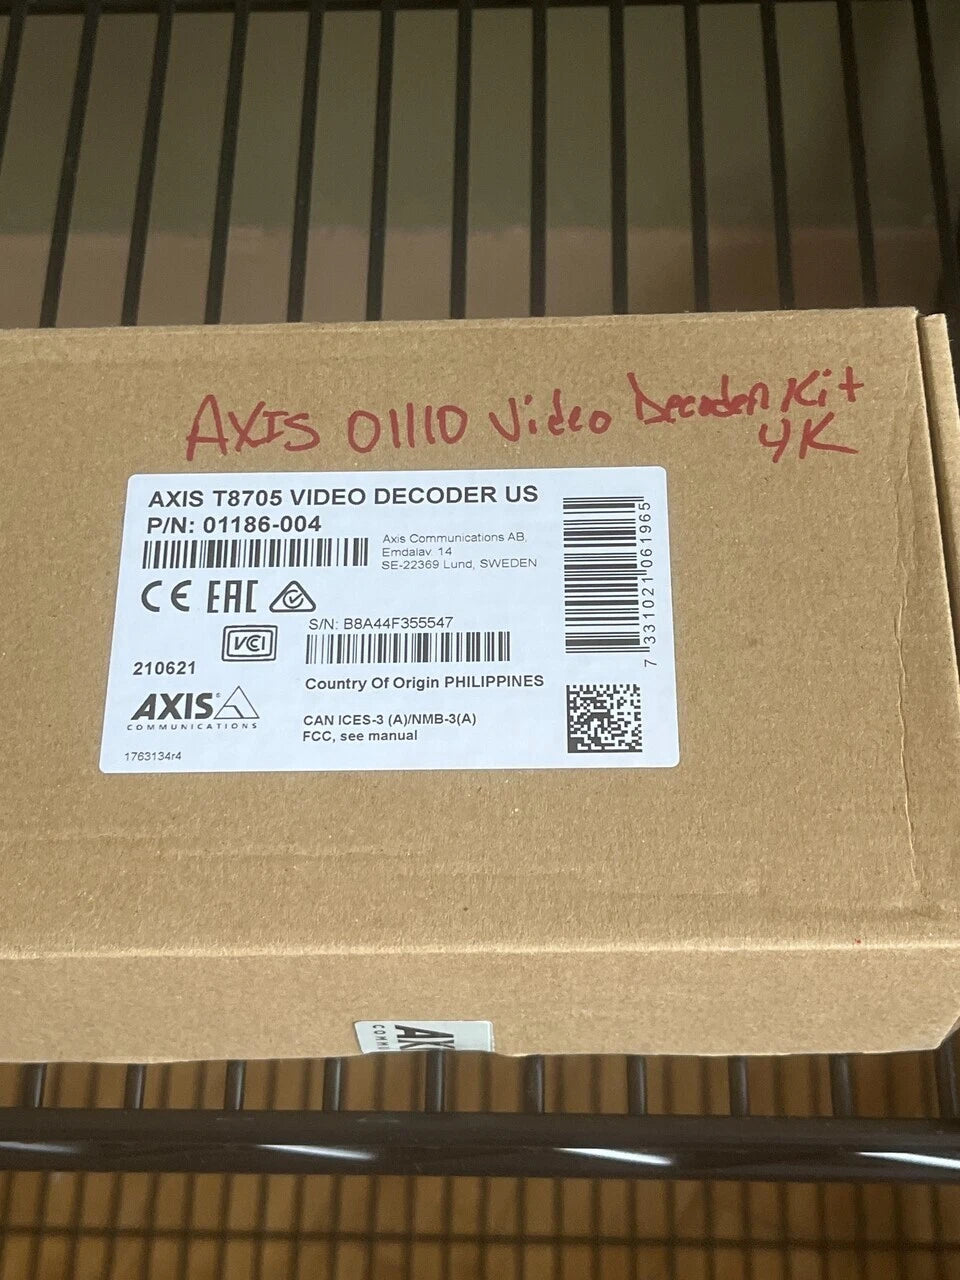 AXIS 01110 Video Decoder Kit
4K
AXIS T8705 VIDEO DECODER US
P/N: 01186-004
Axis Communications AB,
Emdalav. 14
SE-22369 Lund, SWEDEN
7 331021 061965
CE EAC
S/N: B8A44F355547
VCCI
210621
Country Of Origin PHILIPPINES
AXIS
COMMUNICATIONS
CAN ICES-3 (A)/NMB-3(A)
FCC, see manual
1763134r4